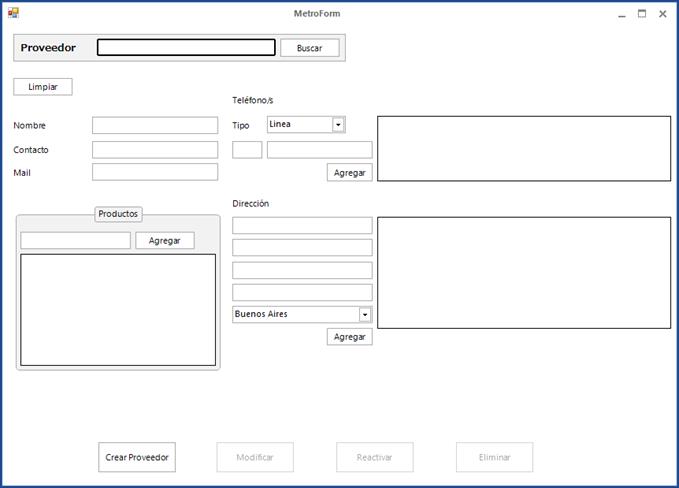 MetroForm
Proveedor
Buscar
Limpiar
Teléfono/s
Nombre
Tipo
Linea
Contacto
Mail
Agregar
Dirección
Productos
Agregar
Buenos Aires
Agregar
Crear Proveedor
Modificar
Reactivar
Eliminar